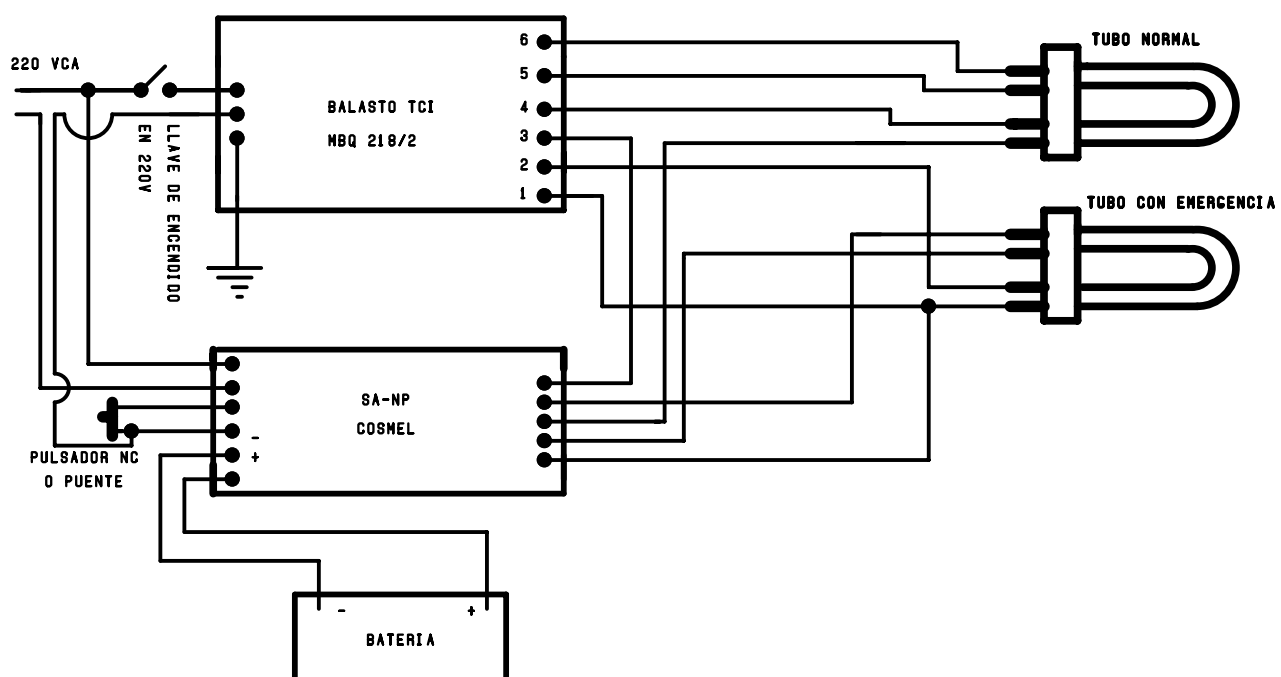 TUBO NORMAL
220 VCA
6
5
4
3
2
1
BALASTO TCI
MBQ 218/2
LLAVE DE ENCENDIDO
EN 220V
TUBO CON EMERGENCIA
SA-NP
COSMEL
-
+
PULSADOR NC
O PUENTE
- +
BATERIA